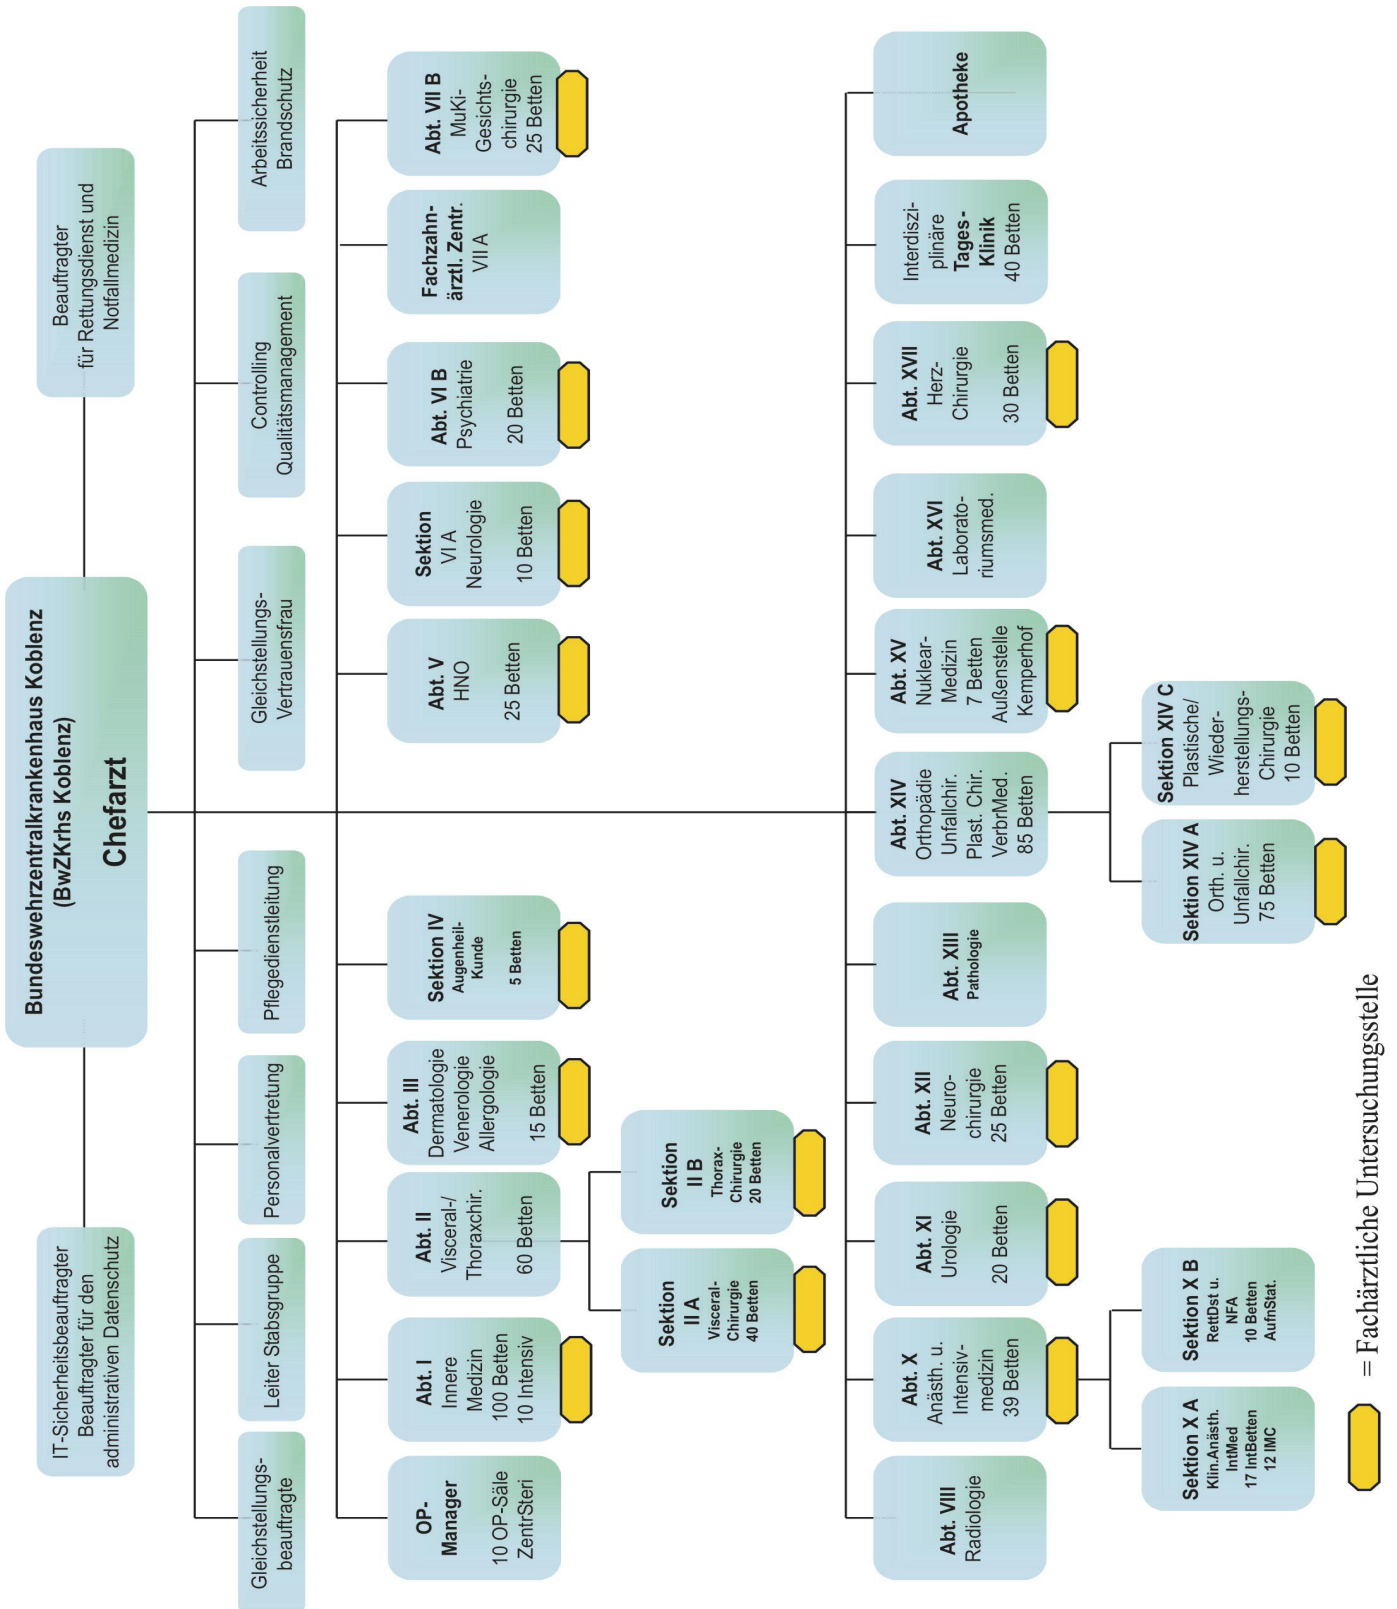 Bundeswehrzentralkrankenhaus Koblenz
(BwZKrhs Koblenz)
Chefarzt
IT-Sicherheitsbeauftragter
Beauftragter für den
administrativen Datenschutz
Beauftragter
für Rettungsdienst und
Notfallmedizin
Gleichstellungs-
beauftragte
Leiter Stabsgruppe
Personalvertretung
Pflegedienstleitung
Gleichstellungs-
Vertrauensfrau
Controlling
Qualitätsmanagement
Arbeitssicherheit
Brandschutz
OP-
Manager
10 OP-Säle
ZentrSteri
Abt. I
Innere
Medizin
100 Betten
10 Intensiv
Abt. II
Visceral-/
Thoraxchir.
60 Betten
Abt. III
Dermatologie
Venerologie
Allergologie
15 Betten
Sektion IV
Augenheil-
Kunde
5 Betten
Abt. V
HNO
25 Betten
Sektion
VI A
Neurologie
10 Betten
Abt. VI B
Psychiatrie
20 Betten
Fachzahn-
ärztl. Zentr.
VII A
Abt. VII B
MuKi-
Gesichts-
chirurgie
25 Betten
Sektion
II A
Visceral-
Chirurgie
40 Betten
Sektion
II B
Thorax-
Chirurgie
20 Betten
Abt. VIII
Radiologie
Abt. X
Anästh. u.
Intensiv-
medizin
39 Betten
Abt. XI
Urologie
20 Betten
Abt. XII
Neuro-
chirurgie
25 Betten
Abt. XIII
Pathologie
Abt. XIV
Orthopädie
Unfallchir.
Plast. Chir.
VerbrMed.
85 Betten
Abt. XV
Nuklear-
Medizin
7 Betten
Außenstelle
Kemperhof
Abt. XVI
Laborato-
riumsmed.
Abt. XVII
Herz-
Chirurgie
30 Betten
Interdiszi-
plinäre
Tages-
Klinik
40 Betten
Apotheke
Sektion X A
Klin.Anästh.
IntMed
17 IntBetten
12 IMC
Sektion X B
RettDst u.
NFA
10 Betten
AufnStat.
Sektion XIV A
Orth. u.
Unfallchir.
75 Betten
Sektion XIV C
Plastische/
Wieder-
herstellungs-
Chirurgie
10 Betten
= Fachärztliche Untersuchungsstelle